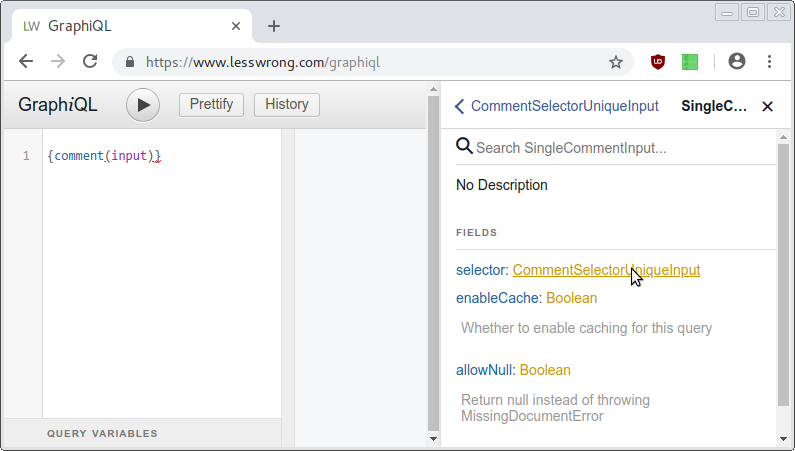 LW GraphiQL
https://www.lesswrong.com/graphiql
GraphiQL Prettify History
CommentSelectorUniqueInput SingleC...
1 {comment(input)}
Search SingleCommentInput...
No Description
FIELDS
selector: CommentSelectorUniqueInput
enableCache: Boolean
Whether to enable caching for this query
allowNull: Boolean
Return null instead of throwing
MissingDocumentError
QUERY VARIABLES